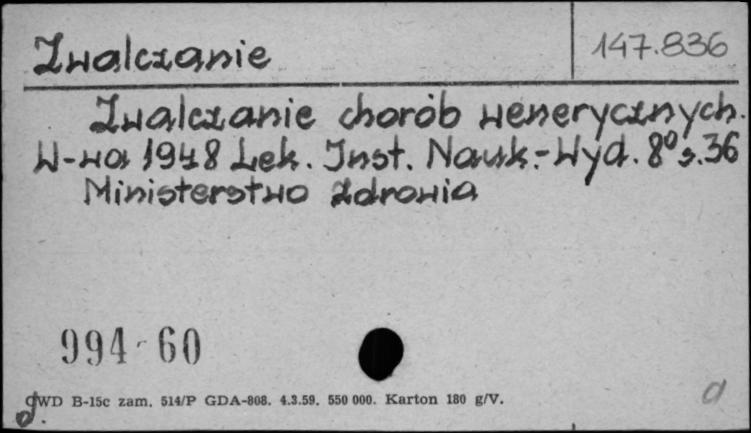 Zwalczanie
147.836
Zwalczanie chorób wenerycznych.
W-wa 1948 Lek. Inst. Nauk.-Wyd. 8⁰ s. 36
Ministerstwo Zdrowia
994-60
GWD B-15c zam. 514/P GDA-808. 4.3.59. 550 000. Karton 180 g/V.
d